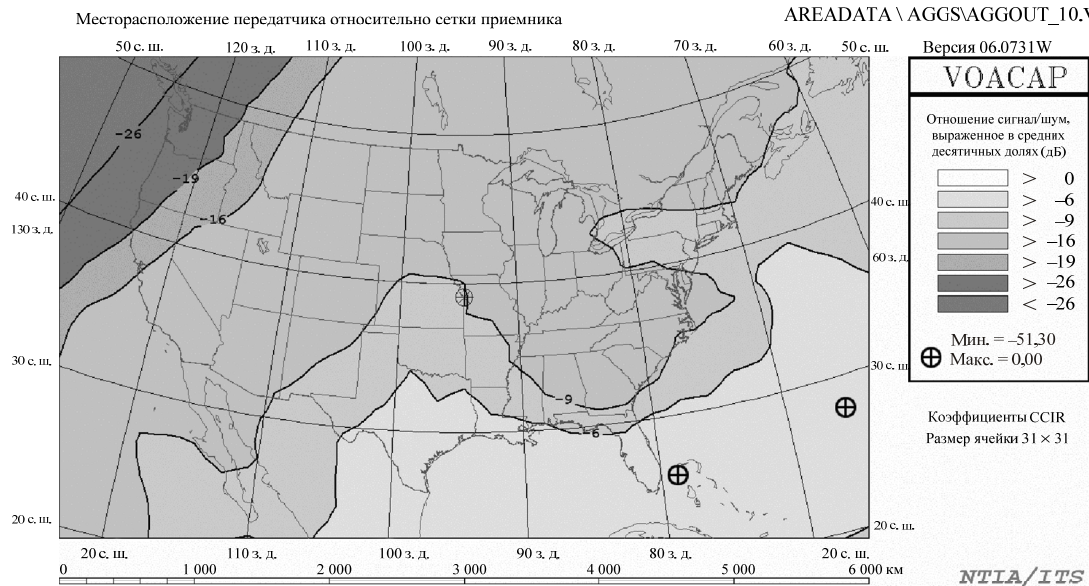 Месторасположение передатчика относительно сетки приемника
AREADATA \ AGGS\AGGOUT_10.V
50 с. ш. 120 з. д. 110 з. д. 100 з. д. 90 з. д. 80 з. д. 70 з. д. 60 з. д. 50 с. ш.
Версия 06.0731W
VOACAP
Отношение сигнал/шум,
выраженное в средних
десятичных долях (дБ)
> 0
> –6
> –9
> –16
> –19
> –26
< –26
Мин. = –51,30
Макс. = 0,00
Коэффициенты CCIR
Размер ячейки 31 × 31
-26
-19
-16
-9
-6
40 с. ш.
130 з. д.
30 с. ш.
20 с. ш.
40 с. ш.
60 з. д.
30 с. ш.
20 с. ш.
20 с. ш. 110 з. д. 100 з. д. 90 з. д. 80 з. д. 20 с. ш.
0 1 000 2 000 3 000 4 000 5 000 6 000 км
NTIA/ITS